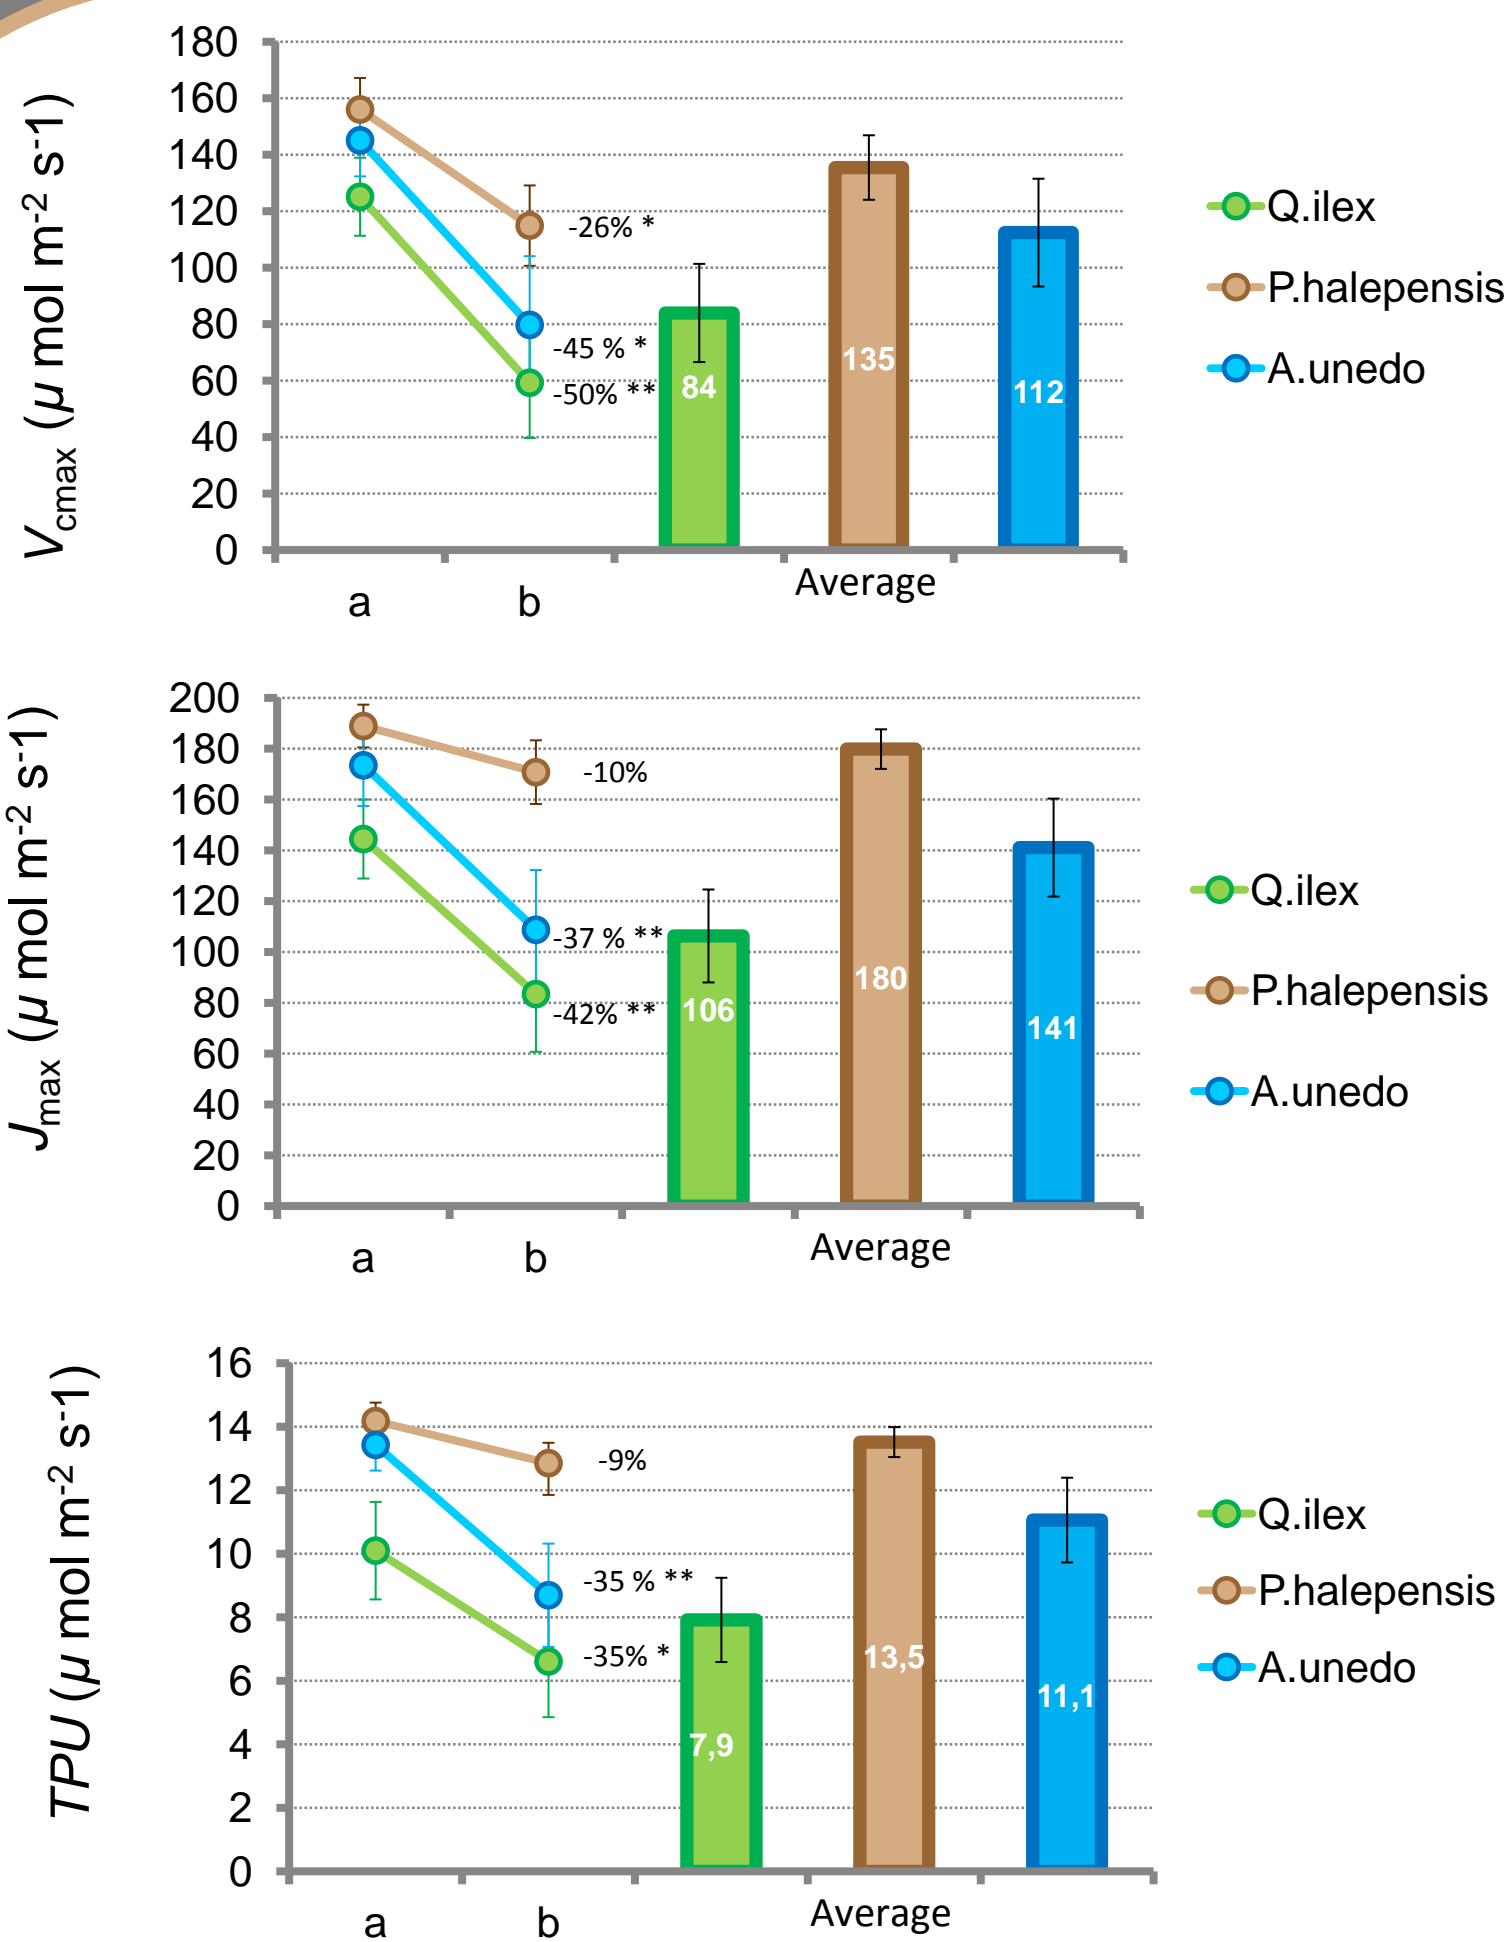 V cmax (μ mol m-2 s-1)
180
160
140
120
100
80
60
40
20
0
-26% *
-45 % *
-50% **
84
135
112
a
b
Average
Q.ilex
P.halepensis
A.unedo
J max (μ mol m-2 s-1)
200
180
160
140
120
100
80
60
40
20
0
-10%
-37 % **
-42% **
106
180
141
a
b
Average
Q.ilex
P.halepensis
A.unedo
TPU (μ mol m-2 s-1)
16
14
12
10
8
6
4
2
0
-9%
-35 % **
-35% *
7,9
13,5
11,1
a
b
Average
Q.ilex
P.halepensis
A.unedo